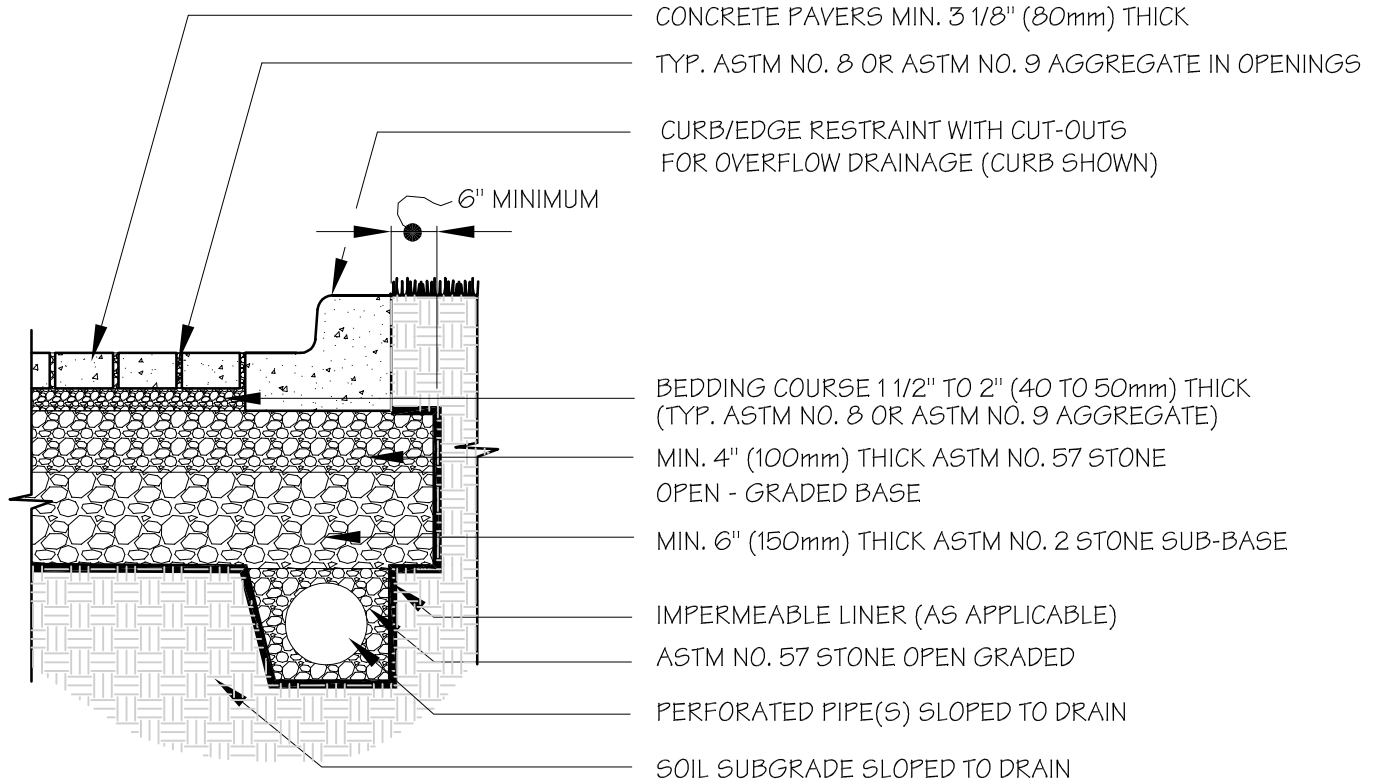 CONCRETE PAVERS MIN. 3 1/8" (80mm) THICK
TYP. ASTM NO. 8 OR ASTM NO. 9 AGGREGATE IN OPENINGS
CURB/EDGE RESTRAINT WITH CUT-OUTS
FOR OVERFLOW DRAINAGE (CURB SHOWN)
6" MINIMUM
BEDDING COURSE 1 1/2" TO 2" (40 TO 50mm) THICK
(TYP. ASTM NO. 8 OR ASTM NO. 9 AGGREGATE)
MIN. 4" (100mm) THICK ASTM NO. 57 STONE
OPEN - GRADED BASE
MIN. 6" (150mm) THICK ASTM NO. 2 STONE SUB-BASE
IMPERMEABLE LINER (AS APPLICABLE)
ASTM NO. 57 STONE OPEN GRADED
PERFORATED PIPE(S) SLOPED TO DRAIN
SOIL SUBGRADE SLOPED TO DRAIN